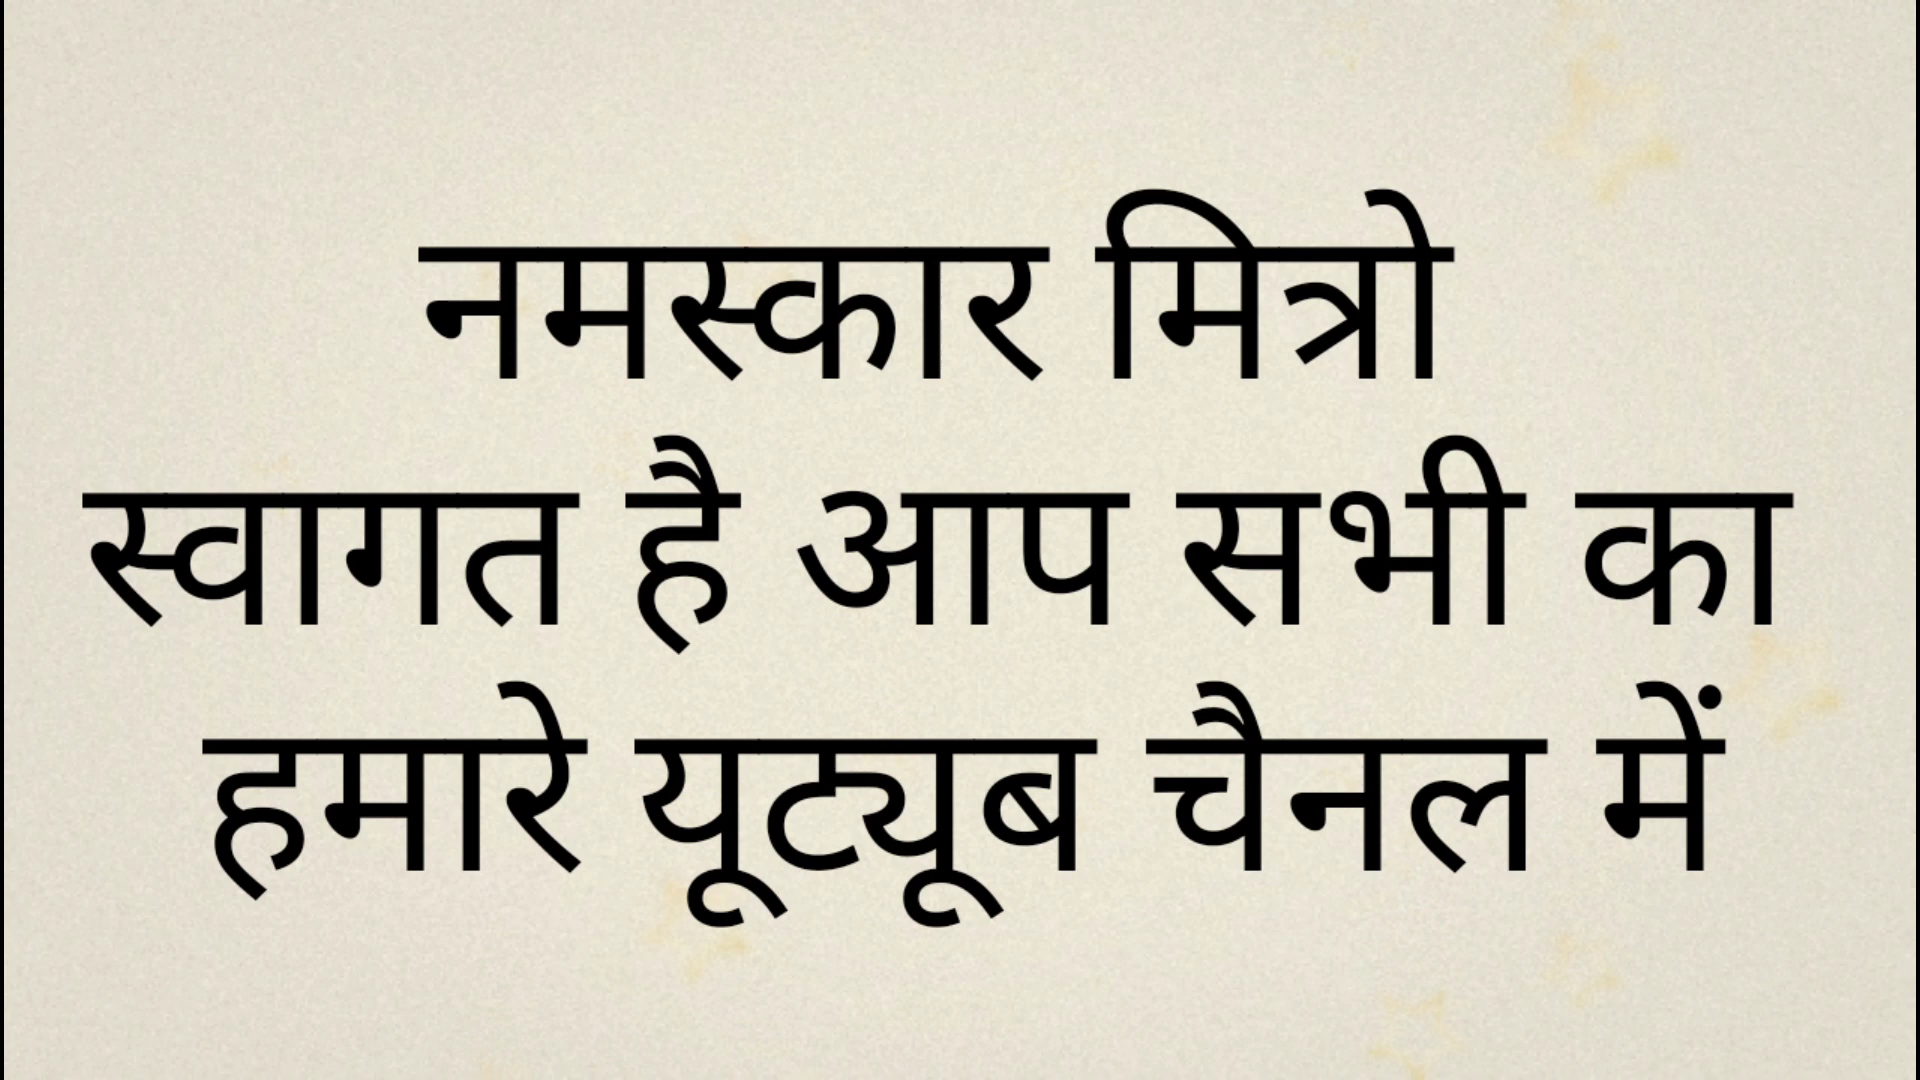 नमस्कार मित्रो
स्वागत है आप सभी का
हमारे यूट्यूब चैनल में